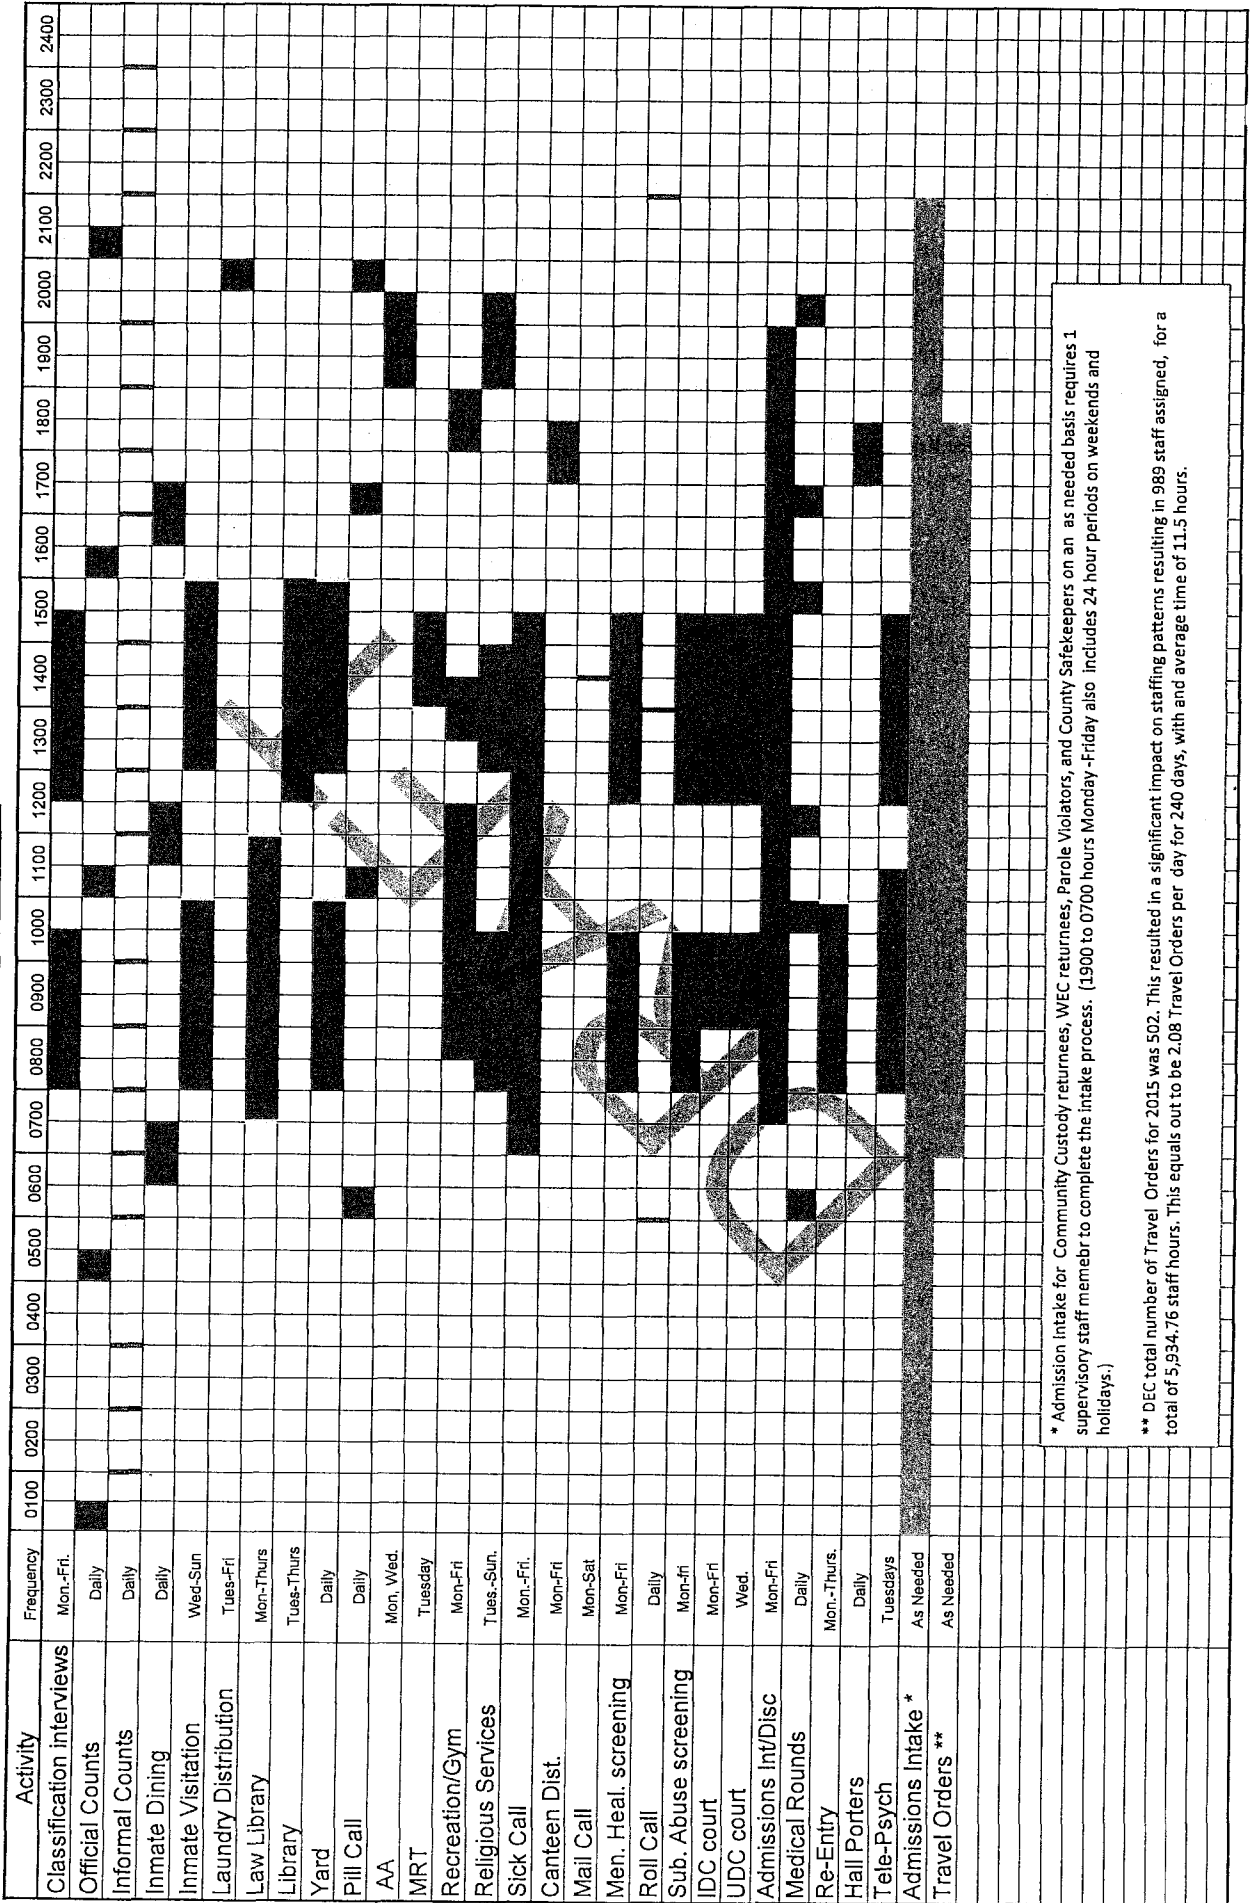 Activity Frequency 0100 0200 0300 0400 0500 0600 0700 0800 0900 1000 1100 1200 1300 1400 1500 1600 1700 1800 1900 2000 2100 2200 2300 2400
Classification interviews Mon.-Fri.
Official Counts Daily
Informal Counts Daily
Inmate Dining Daily
Inmate Visitation Wed-Sun
Laundry Distribution Tues-Fri
Law Library Mon-Thurs
Library Tues-Thurs
Yard Daily
Pill Call Daily
AA Mon, Wed.
MRT Tuesday
Recreation/Gym Mon-Fri
Religious Services Tues.-Sun.
Sick Call Mon.-Fri.
Canteen Dist. Mon-Fri
Mail Call Mon-Sat
Men. Heal. screening Mon-Fri
Roll Call Daily
Sub. Abuse screening Mon-fri
IDC court Mon-Fri
UDC court Wed.
Admissions Int/Disc Mon-Fri
Medical Rounds Daily
Re-Entry Mon.-Thurs.
Hall Porters Daily
Tele-Psych Tuesdays
Admissions Intake * As Needed
Travel Orders ** As Needed
* Admission Intake for Community Custody returnees, WEC returnees, Parole Violators, and County Safekeepers on an as needed basis requires 1
supervisory staff memebr to complete the intake process. (1900 to 0700 hours Monday -Friday also includes 24 hour periods on weekends and
holidays.)
** DEC total number of Travel Orders for 2015 was 502. This resulted in a significant impact on staffing patterns resulting in 989 staff assigned, for a
total of 5,934.76 staff hours. This equals out to be 2.08 Travel Orders per day for 240 days, with and average time of 11.5 hours.